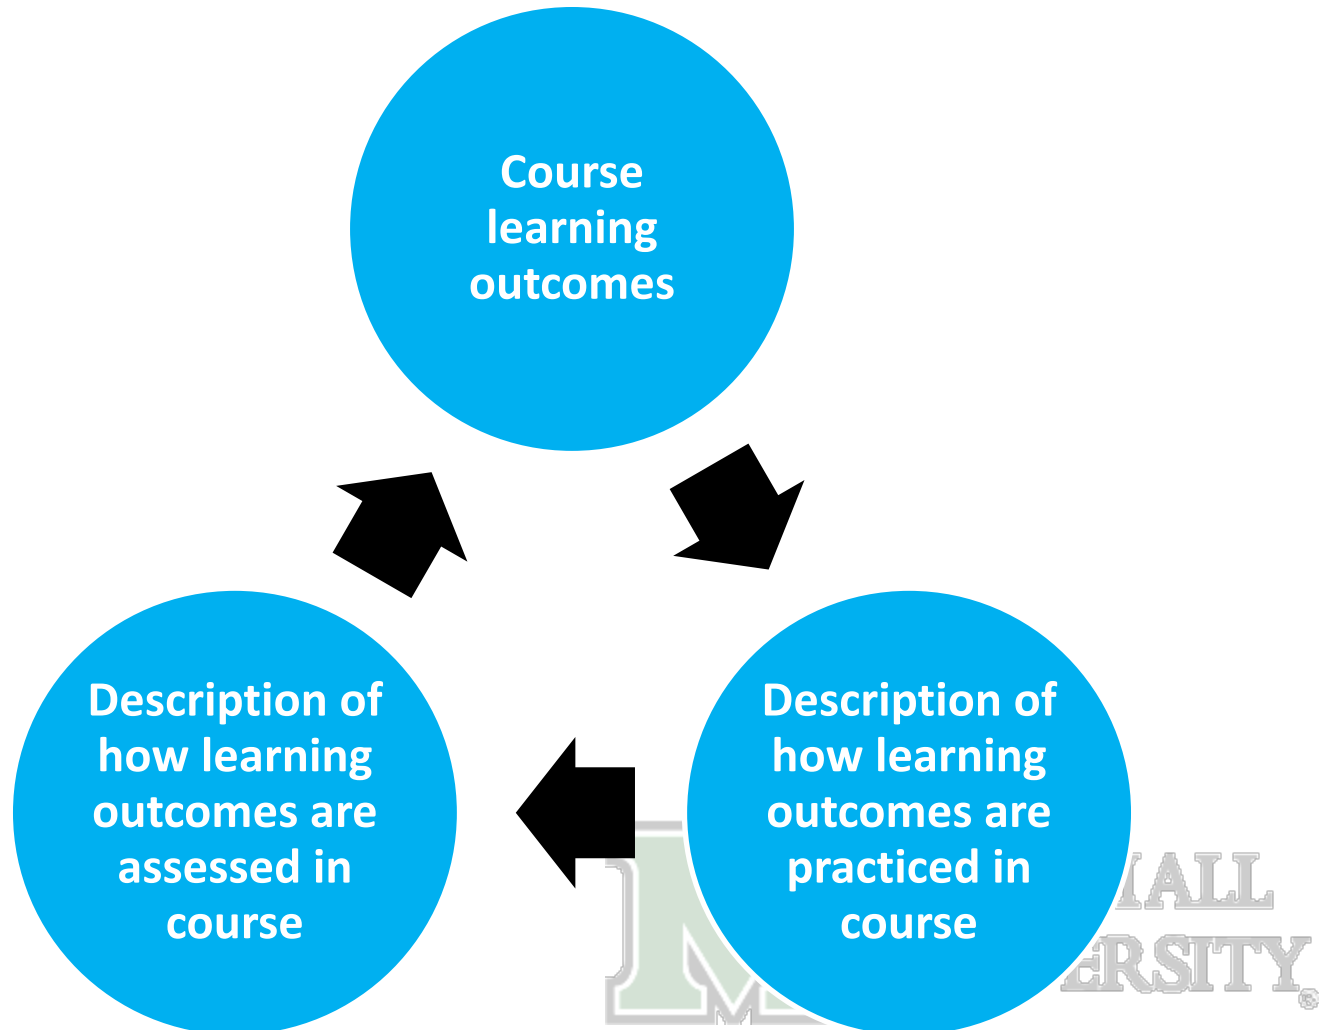 Course
learning
outcomes
Description of
how learning
outcomes are
assessed in
course
Description of
how learning
outcomes are
practiced in
course